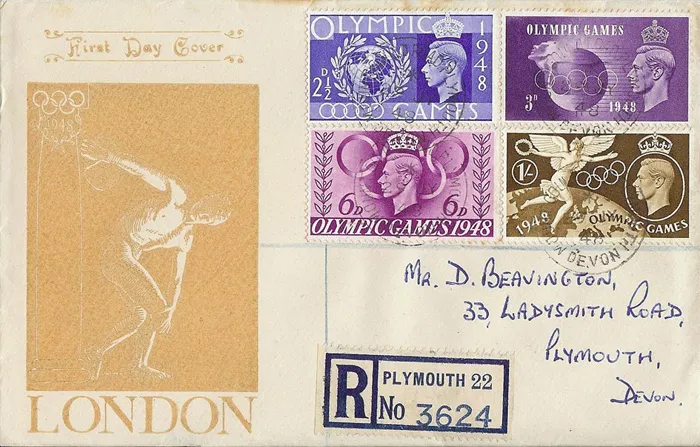 First Day Cover
1948
LONDON
OLYMPIC
1948
2½D
GAMES
OLYMPIC GAMES
3D
1948
6D 6D
OLYMPIC GAMES 1948
1/-
1948 OLYMPIC GAMES
DEVON
Mr. D. Beavington,
33, Ladysmith Road,
Plymouth,
Devon.
R
PLYMOUTH 22
No 3624